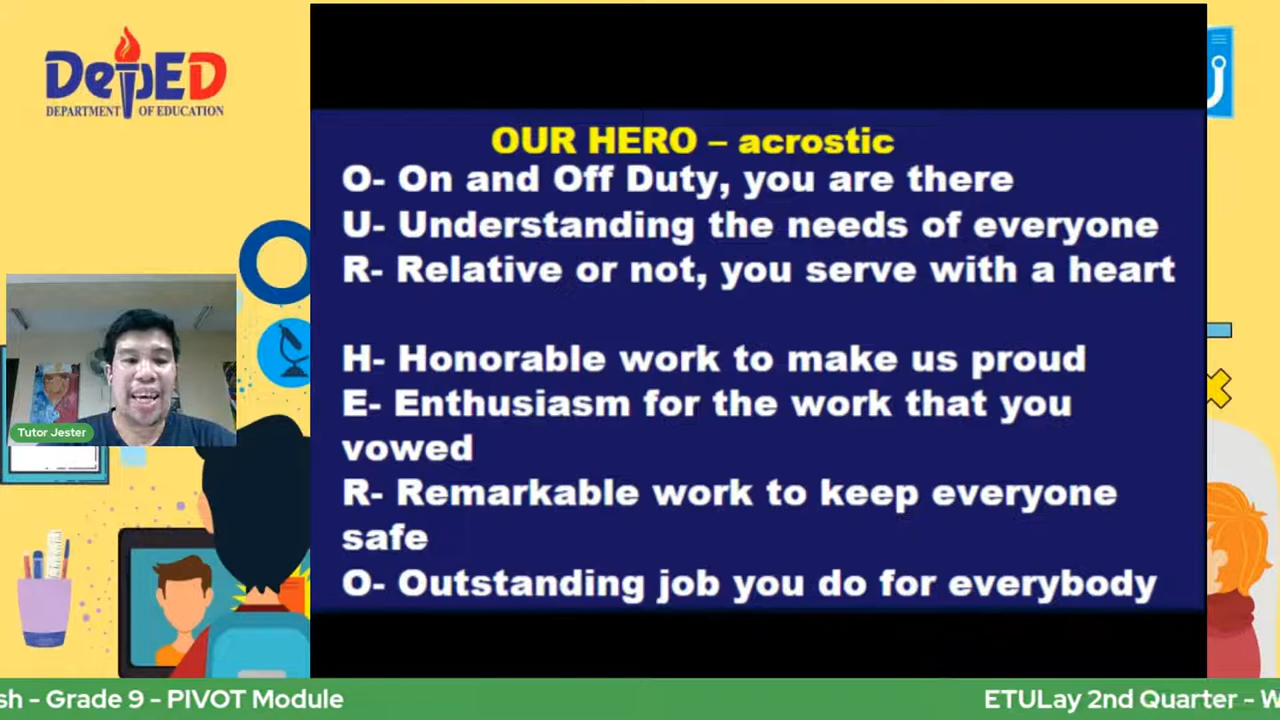 DepED
DEPARTMENT OF EDUCATION
OUR HERO – acrostic
O- On and Off Duty, you are there
U- Understanding the needs of everyone
R- Relative or not, you serve with a heart
H- Honorable work to make us proud
E- Enthusiasm for the work that you
vowed
R- Remarkable work to keep everyone
safe
O- Outstanding job you do for everybody
Tutor Jester
sh - Grade 9 - PIVOT Module
ETULay 2nd Quarter - W